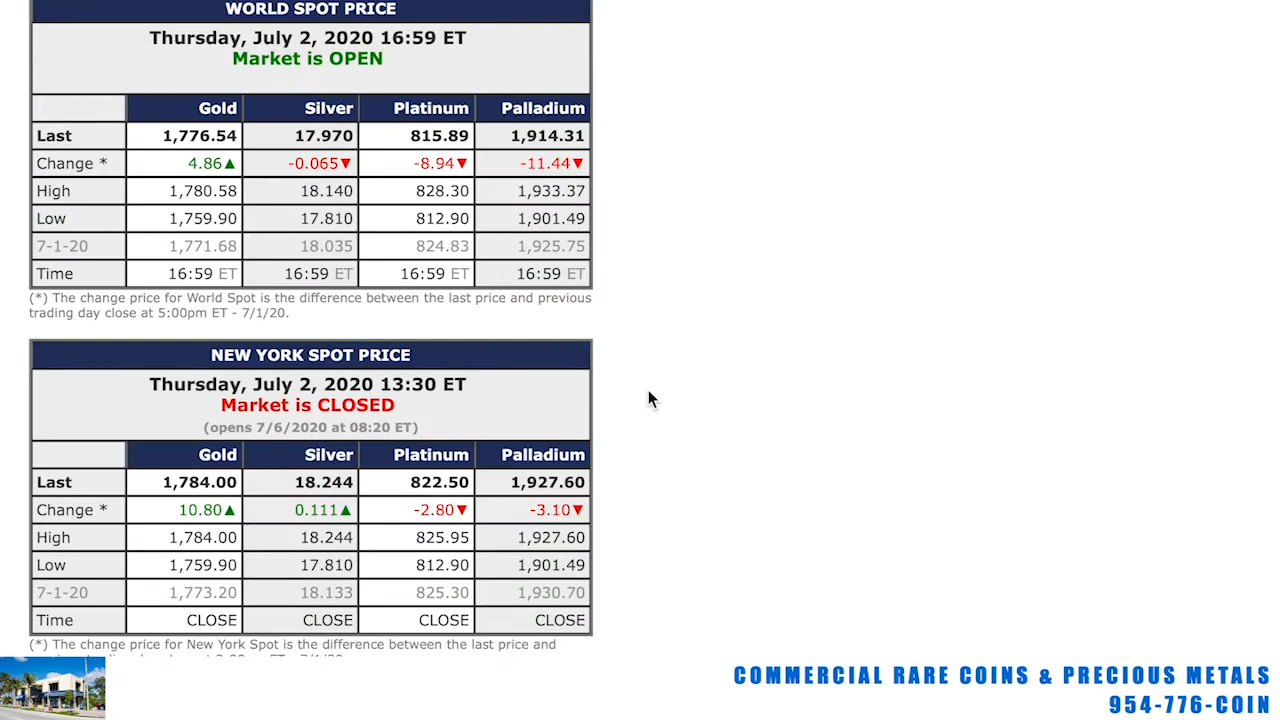 WORLD SPOT PRICE
Thursday, July 2, 2020 16:59 ET
Market is OPEN
Gold Silver Platinum Palladium
Last 1,776.54 17.970 815.89 1,914.31
Change * 4.86▲ -0.065▼ -8.94▼ -11.44▼
High 1,780.58 18.140 828.30 1,933.37
Low 1,759.90 17.810 812.90 1,901.49
7-1-20 1,771.68 18.035 824.83 1,925.75
Time 16:59 ET 16:59 ET 16:59 ET 16:59 ET
(*) The change price for World Spot is the difference between the last price and previous
trading day close at 5:00pm ET - 7/1/20.
NEW YORK SPOT PRICE
Thursday, July 2, 2020 13:30 ET
Market is CLOSED
(opens 7/6/2020 at 08:20 ET)
Gold Silver Platinum Palladium
Last 1,784.00 18.244 822.50 1,927.60
Change * 10.80▲ 0.111▲ -2.80▼ -3.10▼
High 1,784.00 18.244 825.95 1,927.60
Low 1,759.90 17.810 812.90 1,901.49
7-1-20 1,773.20 18.133 825.30 1,930.70
Time CLOSE CLOSE CLOSE CLOSE
(*) The change price for New York Spot is the difference between the last price and
COMMERCIAL RARE COINS & PRECIOUS METALS
954-776-COIN